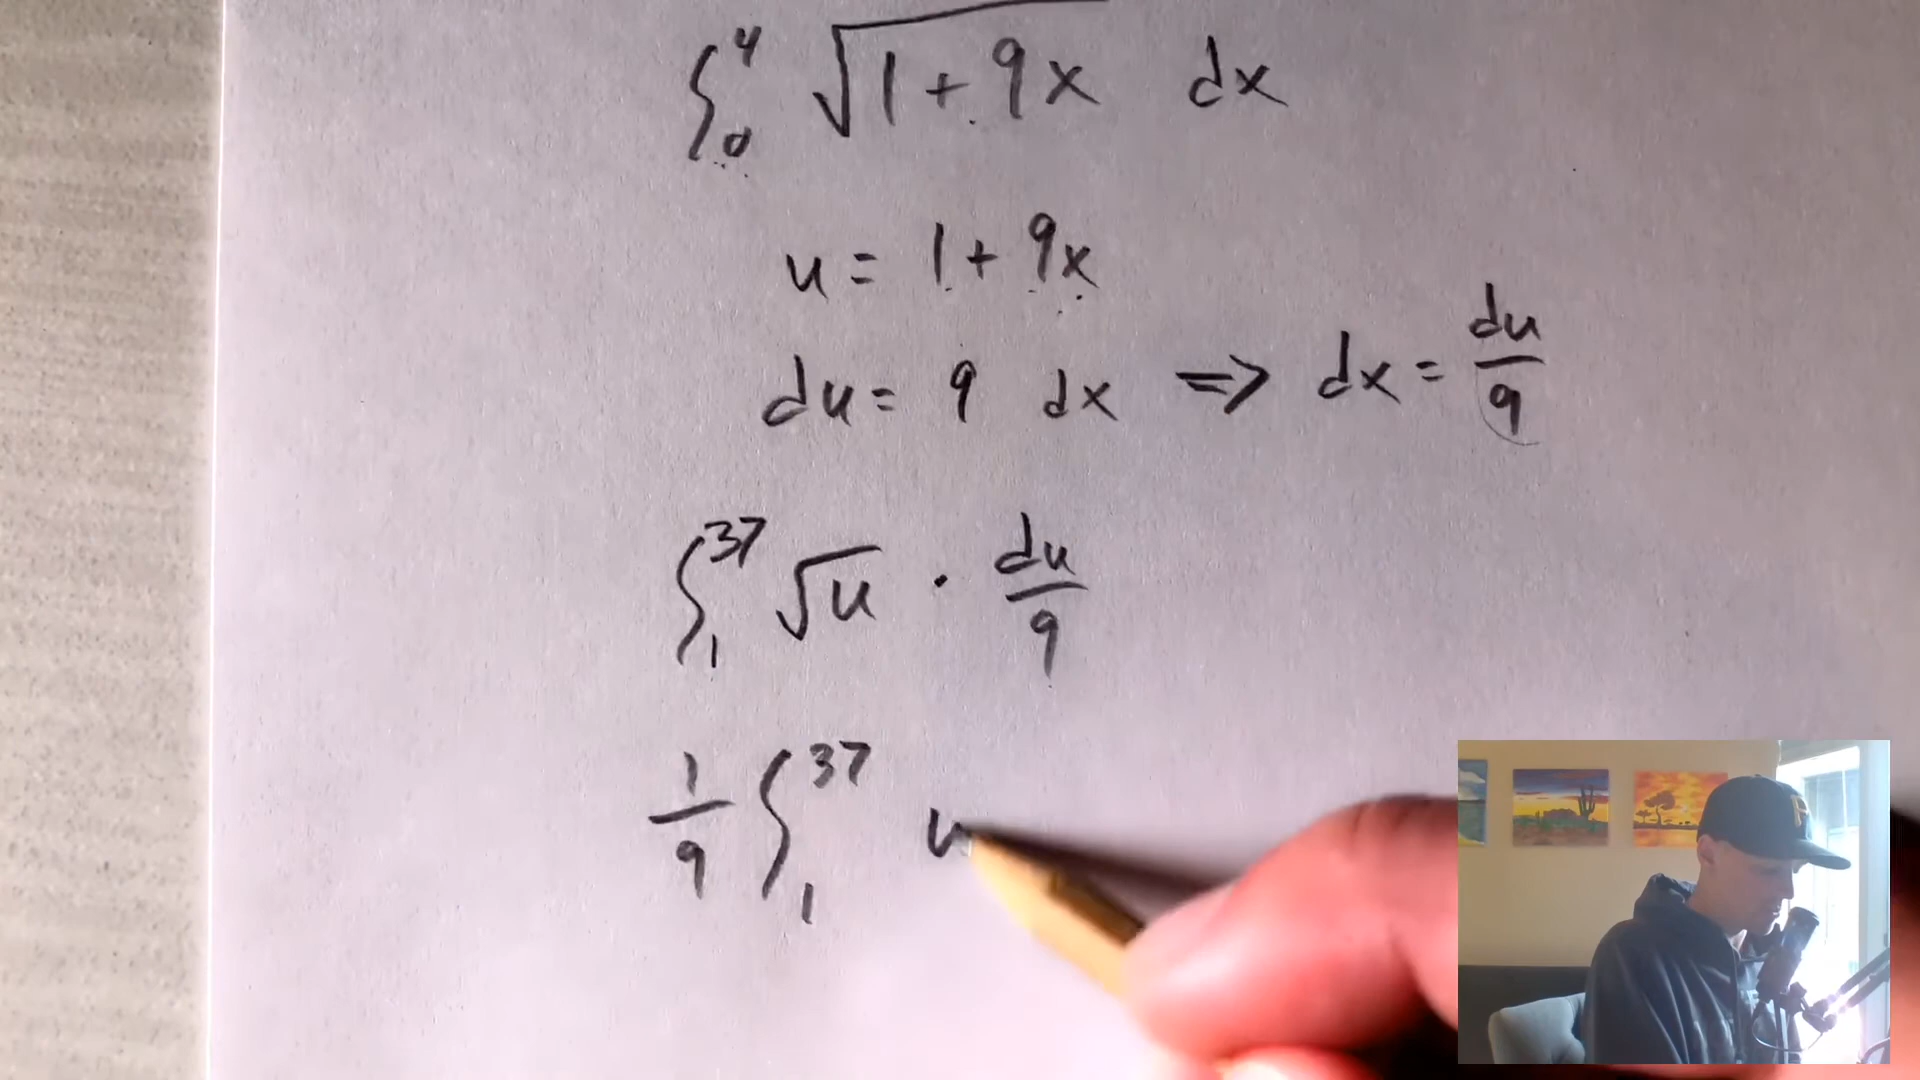 ∫₀⁴ √(1 + 9x) dx
u = 1 + 9x
du = 9 dx ⇒ dx = du/9
∫₁³⁷ √u · du/9
1/9 ∫₁³⁷ u